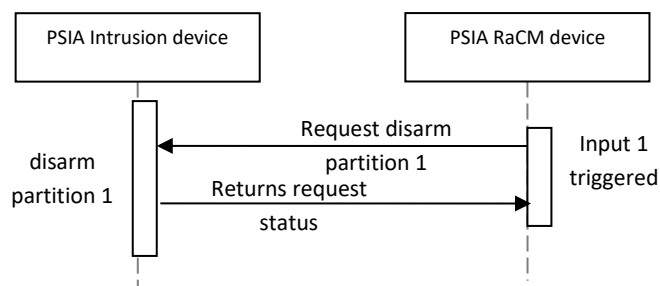 PSIA Intrusion device
PSIA RaCM device
Request disarm
partition 1
Input 1
triggered
disarm
partition 1
Returns request
status